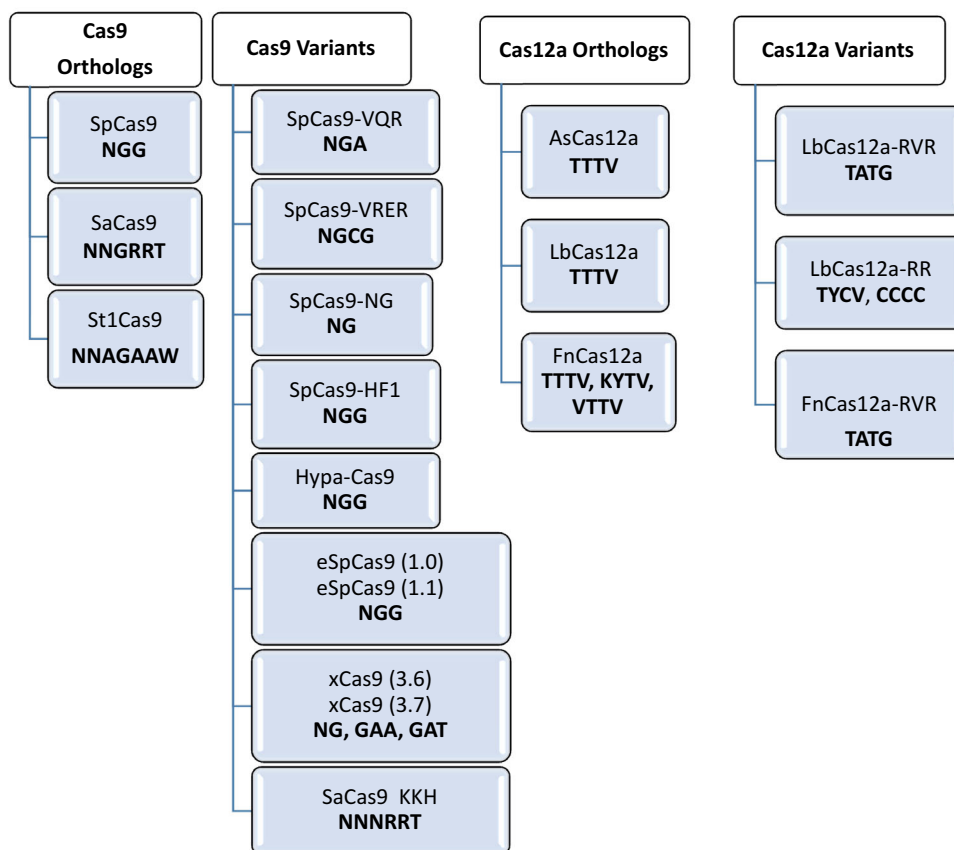 Cas9
Orthologs
SpCas9
NGG
SaCas9
NNGRRT
St1Cas9
NNAGAAW
Cas9 Variants
SpCas9-VQR
NGA
SpCas9-VRER
NGCG
SpCas9-NG
NG
SpCas9-HF1
NGG
Hypa-Cas9
NGG
eSpCas9 (1.0)
eSpCas9 (1.1)
NGG
xCas9 (3.6)
xCas9 (3.7)
NG, GAA, GAT
SaCas9 KKH
NNNRRT
Cas12a Orthologs
AsCas12a
TTTV
LbCas12a
TTTV
FnCas12a
TTTV, KYTV,
VTTV
Cas12a Variants
LbCas12a-RVR
TATG
LbCas12a-RR
TYCV, CCCC
FnCas12a-RVR
TATG